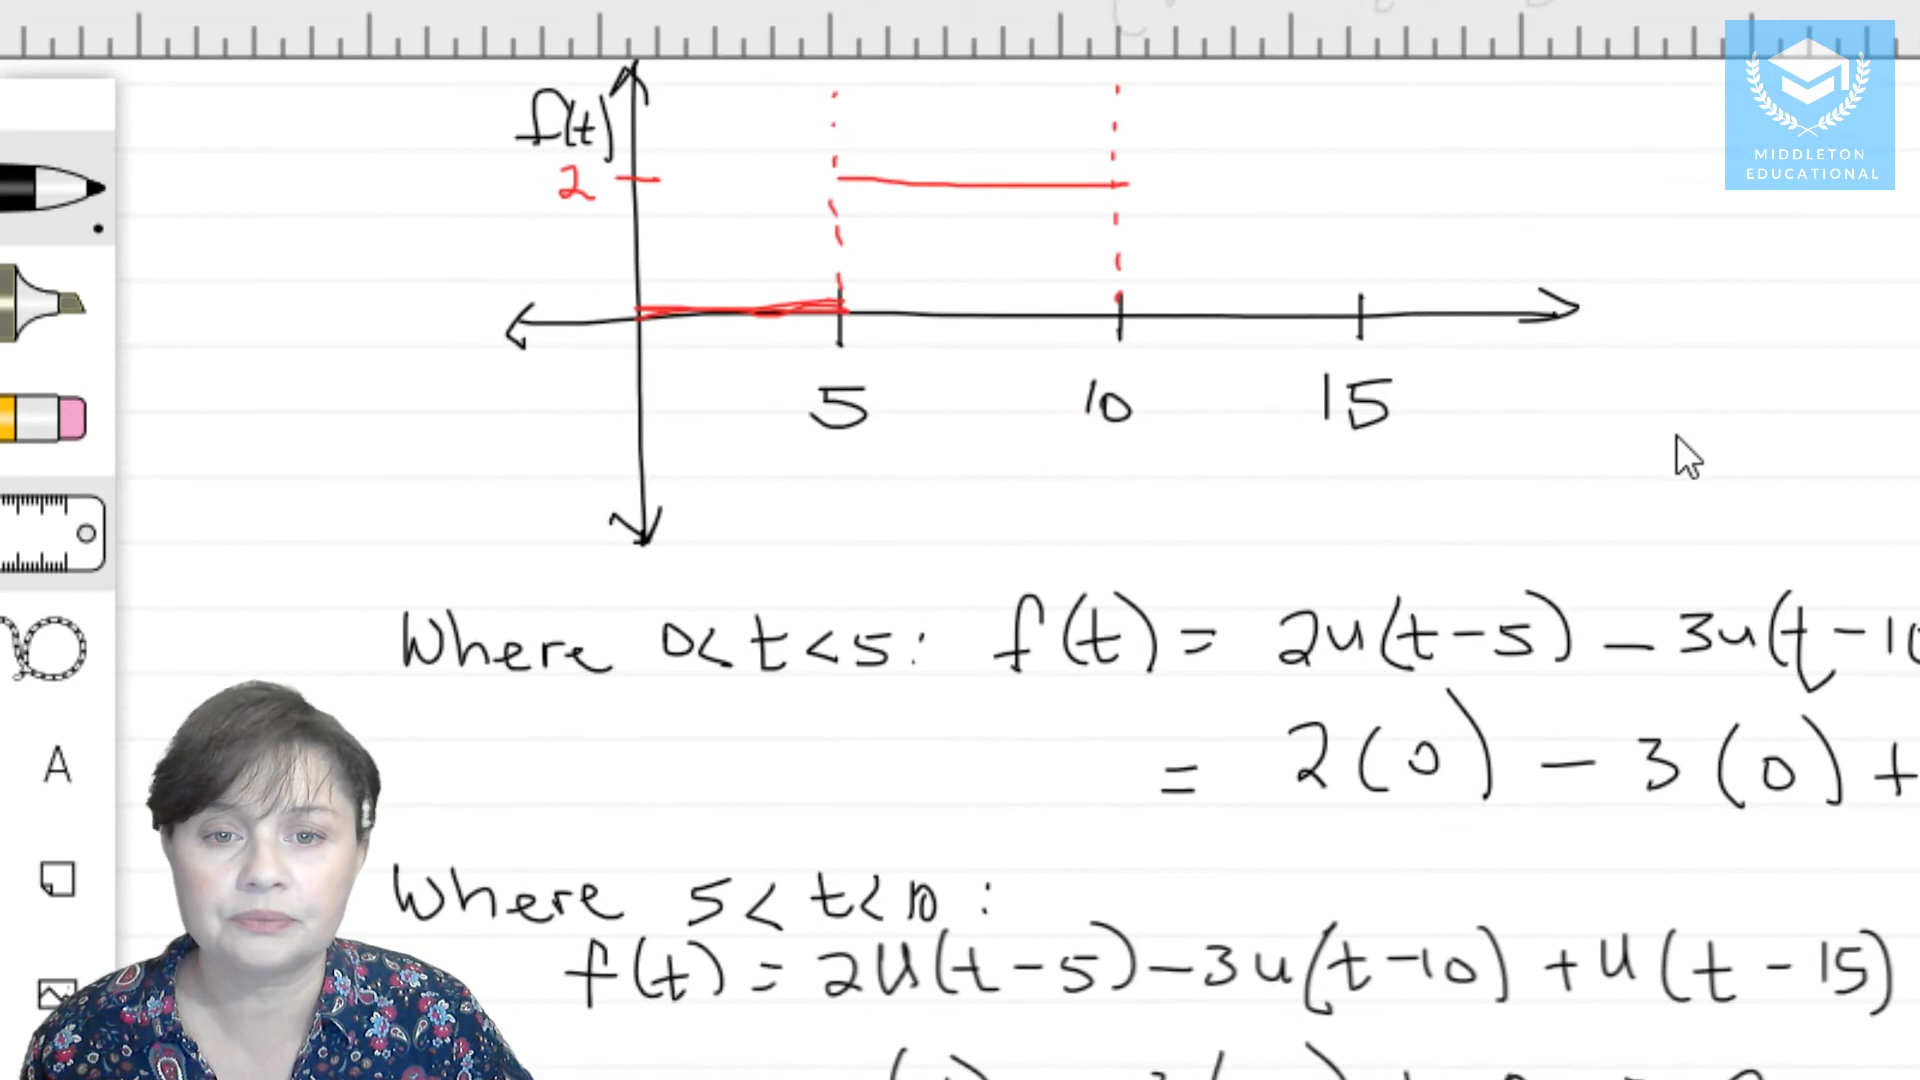 MIDDLETON
EDUCATIONAL
f(t)
2
5 10 15
Where 0<t<5: f(t) = 2u(t-5) - 3u(t-10
= 2(0) - 3(0) +
A
Where 5<t<10:
f(t) = 2u(t-5) - 3u(t-10) + u(t-15)